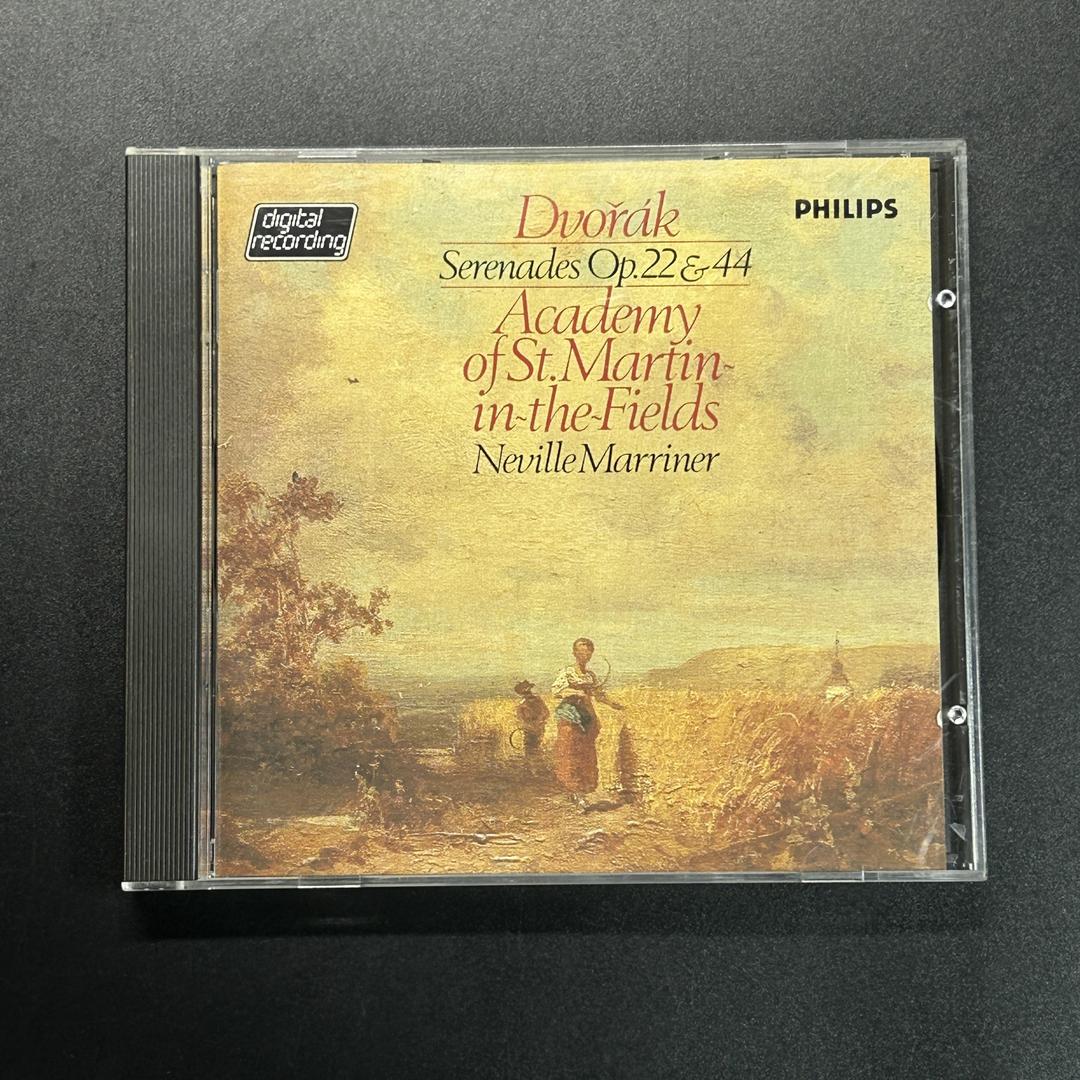 digital
recording
PHILIPS
Dvořák
Serenades Op.22 & 44
Academy
of St. Martin-
in-the-Fields
Neville Marriner